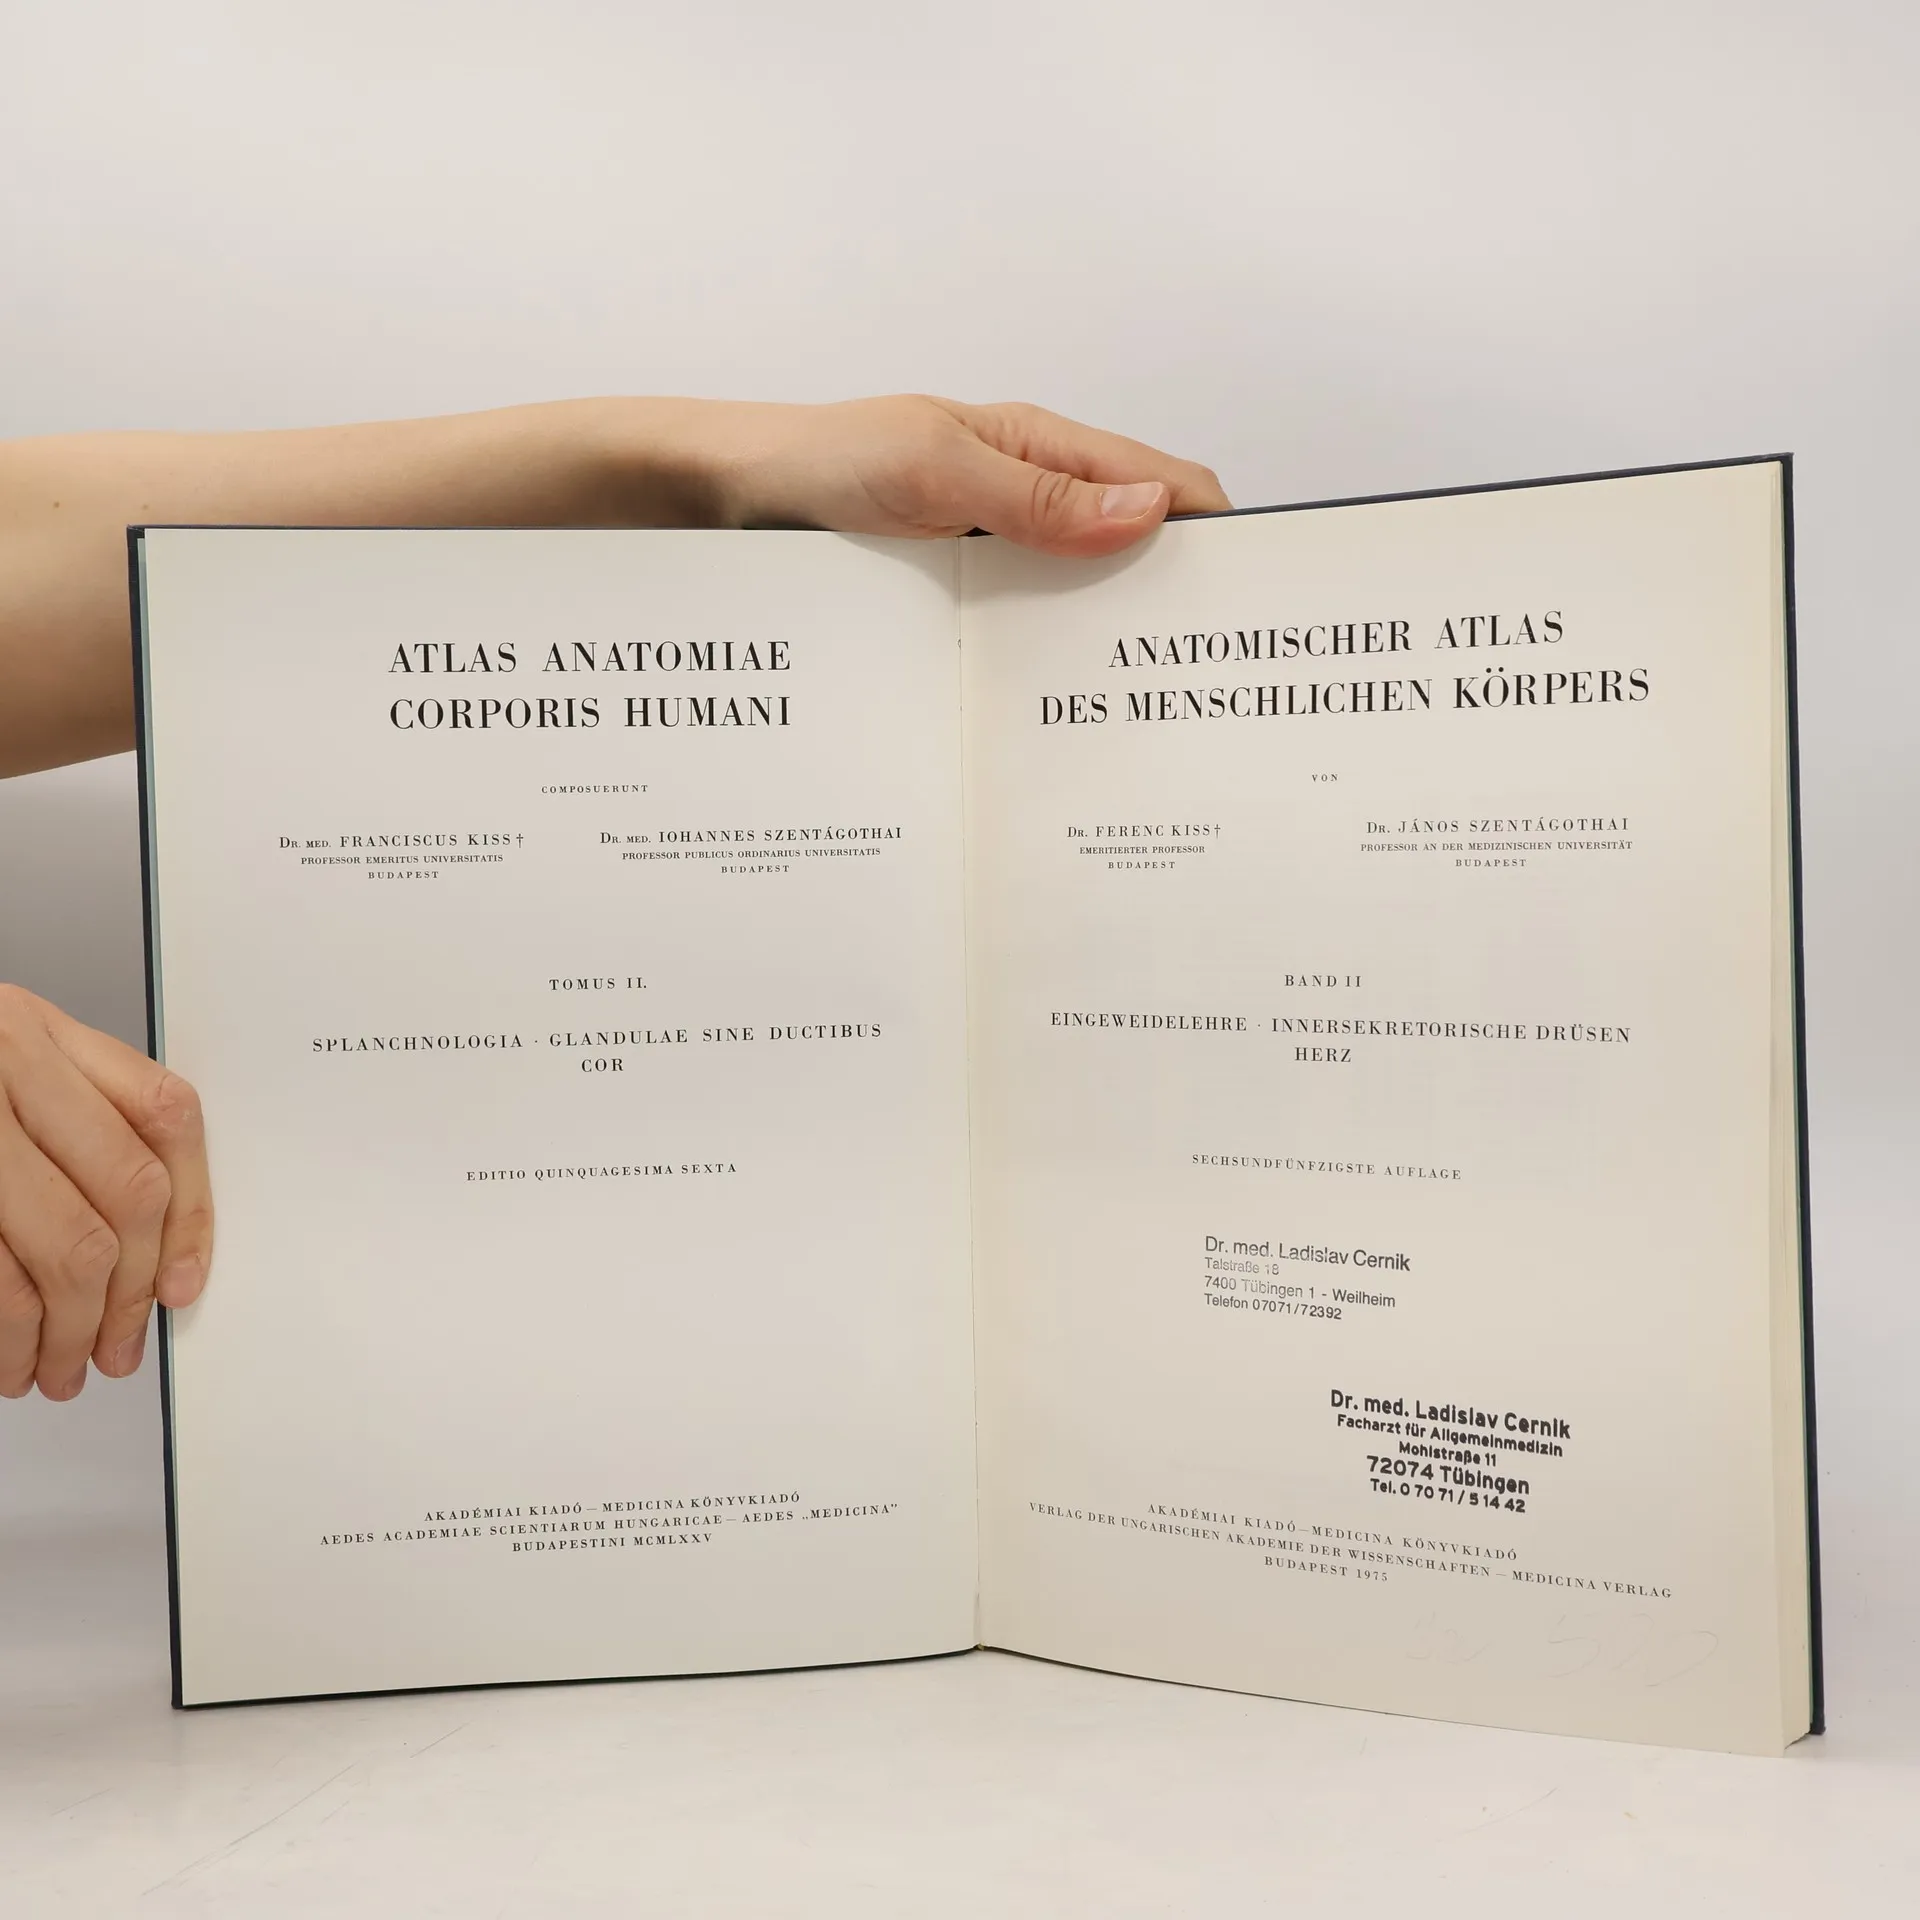 ATLAS ANATOMIAE
CORPORIS HUMANI
COMPOSUERUNT
DR. MED. FRANCISCUS KISS †
PROFESSOR EMERITUS UNIVERSITATIS
BUDAPEST
DR. MED. IOHANNES SZENTÁGOTHAI
PROFESSOR PUBLICUS ORDINARIUS UNIVERSITATIS
BUDAPEST
TOMUS II.
SPLANCHNOLOGIA · GLANDULAE SINE DUCTIBUS
COR
EDITIO QUINQUAGESIMA SEXTA
AKADÉMIAI KIADÓ — MEDICINA KÖNYVKIADÓ
AEDES ACADEMIAE SCIENTIARUM HUNGARICAE — AEDES „MEDICINA”
BUDAPESTINI MCMLXXV
ANATOMISCHER ATLAS
DES MENSCHLICHEN KÖRPERS
VON
DR. FERENC KISS †
EMERITIERTER PROFESSOR
BUDAPEST
DR. JÁNOS SZENTÁGOTHAI
PROFESSOR AN DER MEDIZINISCHEN UNIVERSITÄT
BUDAPEST
BAND II
EINGEWEIDELEHRE · INNERSEKRETORISCHE DRÜSEN
HERZ
SECHSUNDFÜNFZIGSTE AUFLAGE
Dr. med. Ladislav Cernik
Talstraße 18
7400 Tübingen 1 - Weilheim
Telefon 07071/72392
Dr. med. Ladislav Cernik
Facharzt für Allgemeinmedizin
Mohlstraße 11
72074 Tübingen
Tel. 0 70 71 / 5 14 42
AKADÉMIAI KIADÓ — MEDICINA KÖNYVKIADÓ
VERLAG DER UNGARISCHEN AKADEMIE DER WISSENSCHAFTEN — MEDICINA VERLAG
BUDAPEST 1975